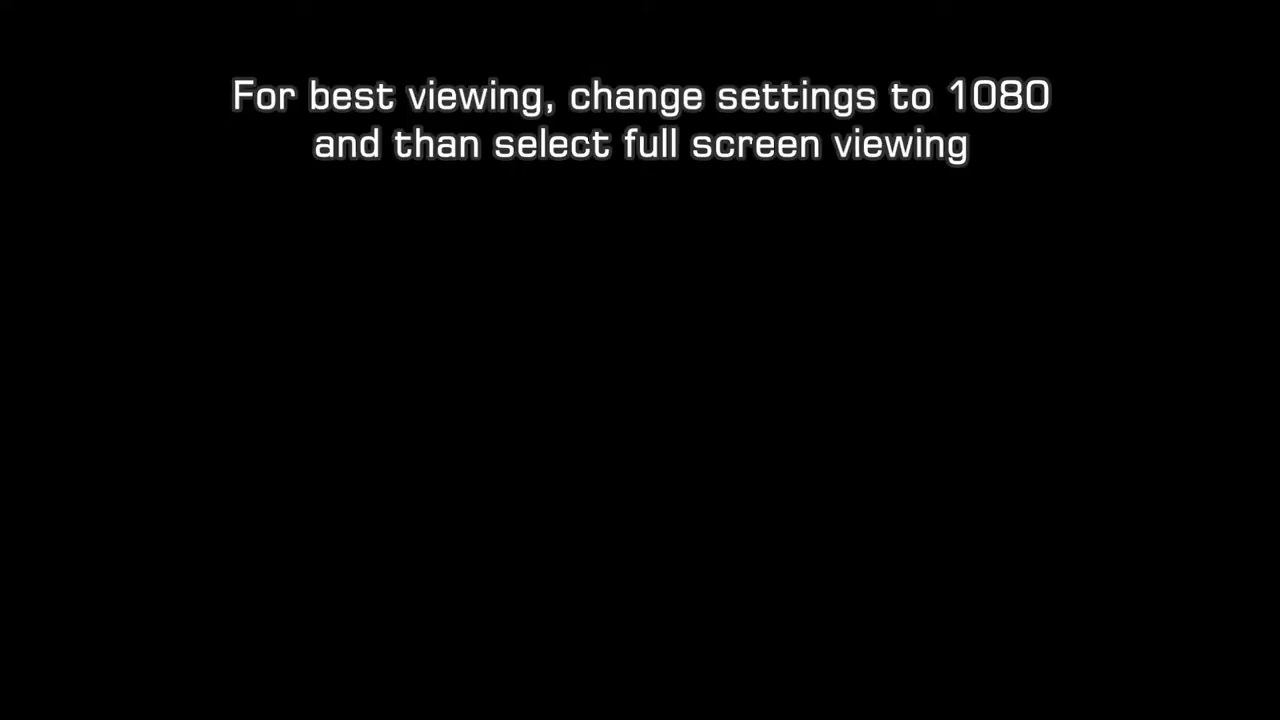 For best viewing, change settings to 1080
and than select full screen viewing